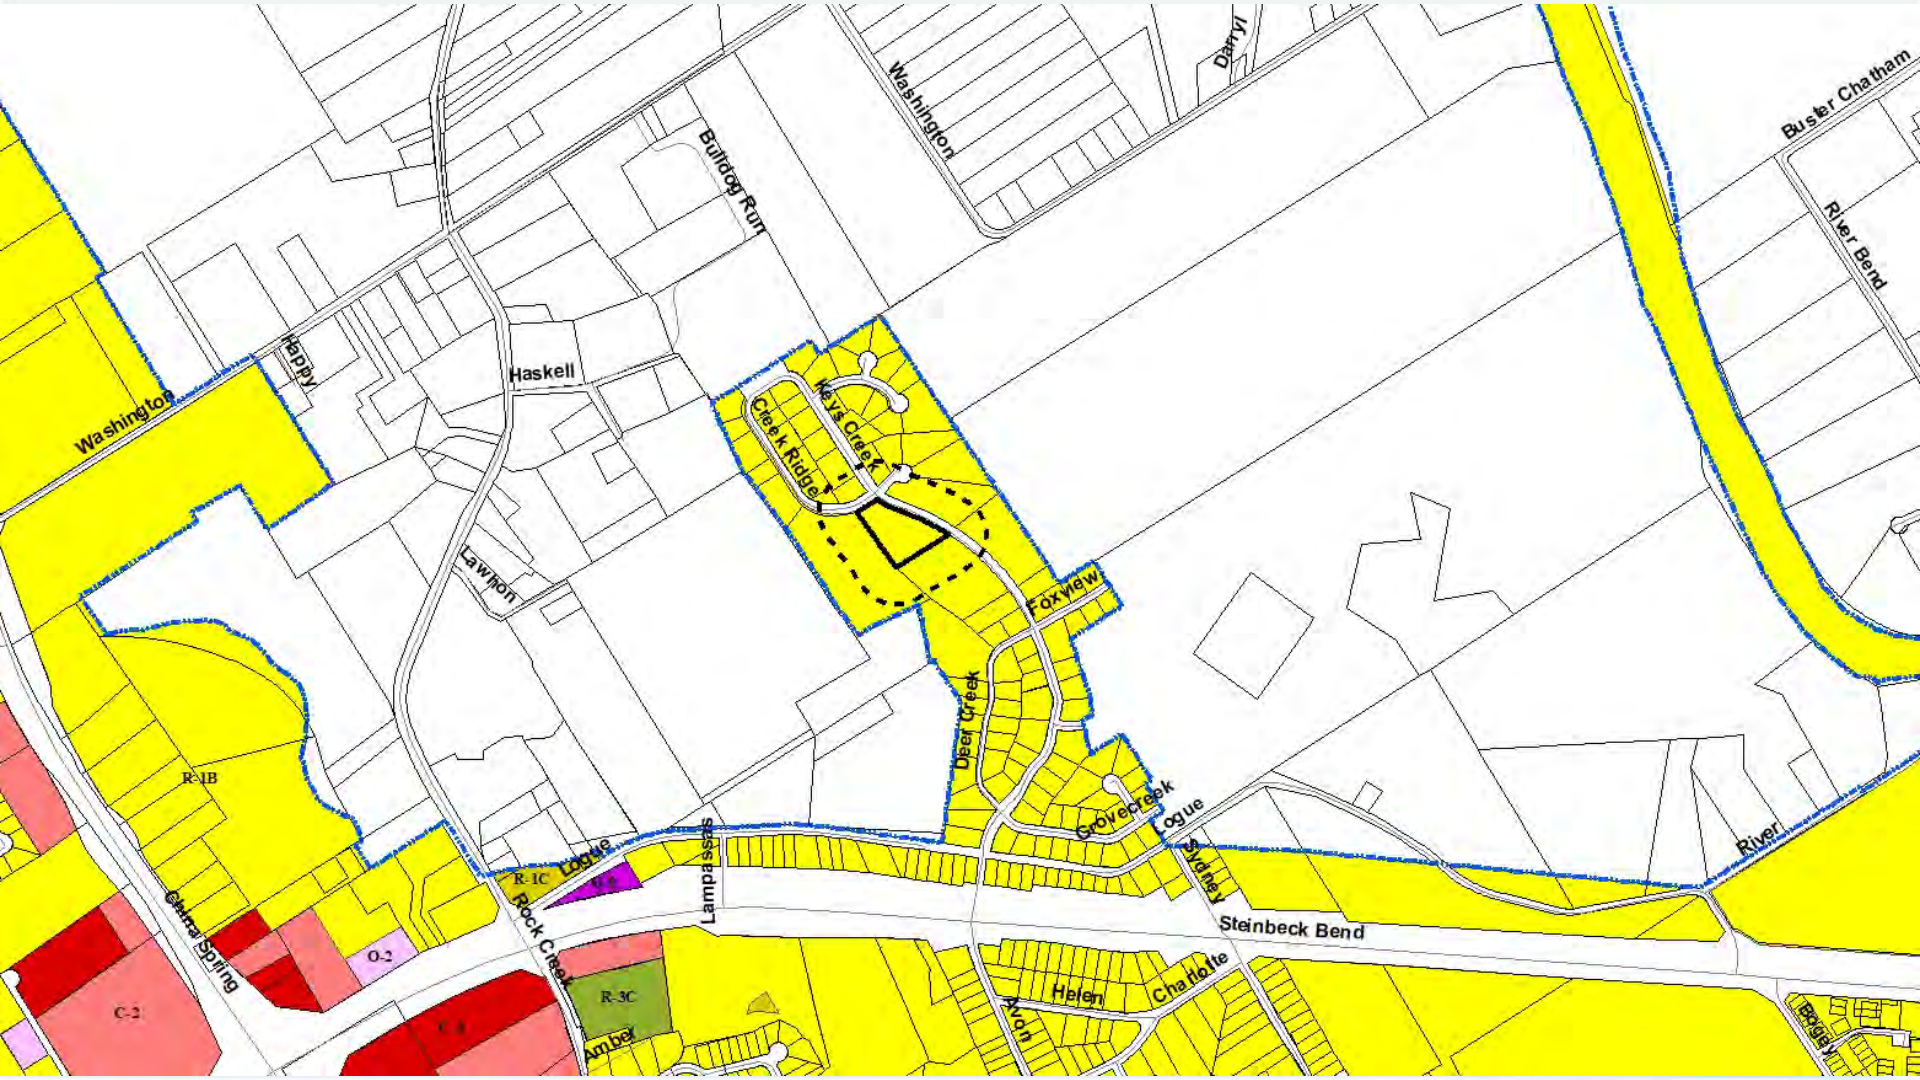 Darryl
Washington
Buster Chatham
Bulldog Run
River Bend
Happy
Haskell
Washington
Keys Creek
Creek Ridge
Lawhon
Foxview
Deer Creek
R-1B
Grovecreek
Logue
River
Logue
Lampassas
Sydney
R-1C
Rock Creek
China Spring
Steinbeck Bend
O-2
Charlotte
R-3C
Helen
Avon
C-2
Amber
Bogey